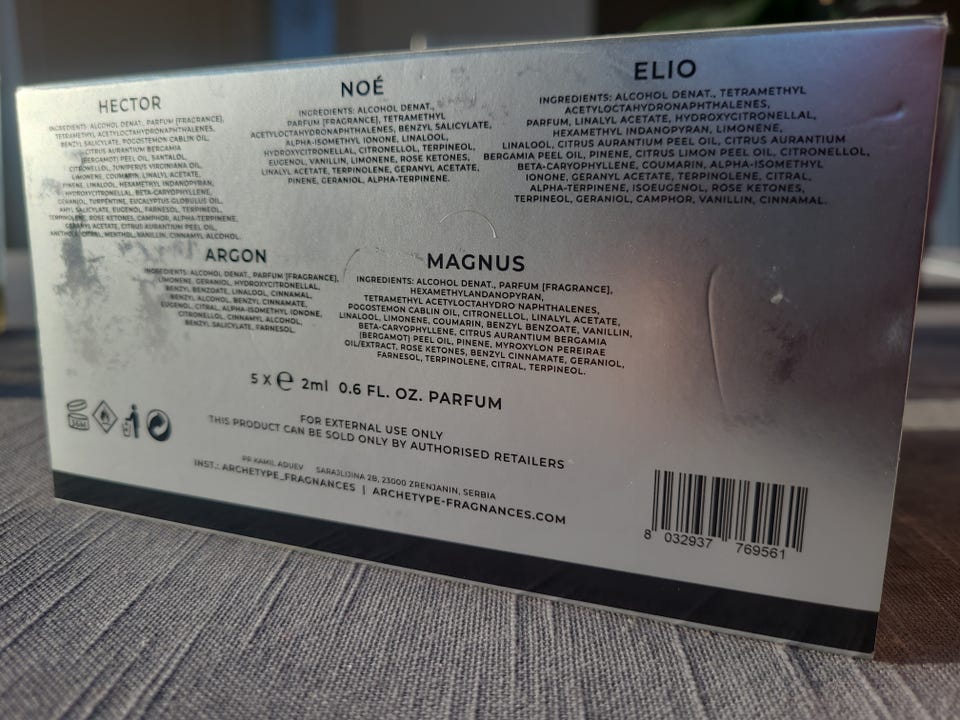 HECTOR
INGREDIENTS: ALCOHOL DENAT., PARFUM [FRAGRANCE],
TETRAMETHYL ACETYLOCTAHYDRONAPHTHALENES,
BENZYL SALICYLATE, POGOSTEMON CABLIN OIL,
CITRUS AURANTIUM BERGAMIA
(BERGAMOT) PEEL OIL, SANTALOL,
CITRONELLOL, JUNIPERUS VIRGINIANA OIL,
LIMONENE, COUMARIN, LINALYL ACETATE,
PINENE, LINALOOL, HEXAMETHYL INDANOPYRAN,
HYDROXYCITRONELLAL, BETA-CARYOPHYLLENE,
GERANIOL, TURPENTINE, EUCALYPTUS GLOBULUS OIL,
AMYL SALICYLATE, EUGENOL, FARNESOL, TERPINEOL,
TERPINOLENE, ROSE KETONES, CAMPHOR, ALPHA-TERPINENE,
GERANYL ACETATE, CITRUS AURANTIUM PEEL OIL,
ANETHOLE, CITRAL, MENTHOL, VANILLIN, CINNAMYL ALCOHOL.
NOÉ
INGREDIENTS: ALCOHOL DENAT.,
PARFUM [FRAGRANCE], TETRAMETHYL
ACETYLOCTAHYDRONAPHTHALENES, BENZYL SALICYLATE,
ALPHA-ISOMETHYL IONONE, LINALOOL,
HYDROXYCITRONELLAL, CITRONELLOL, TERPINEOL,
EUGENOL, VANILLIN, LIMONENE, ROSE KETONES,
LINALYL ACETATE, TERPINOLENE, GERANYL ACETATE,
PINENE, GERANIOL, ALPHA-TERPINENE.
ELIO
INGREDIENTS: ALCOHOL DENAT., TETRAMETHYL
ACETYLOCTAHYDRONAPHTHALENES,
PARFUM, LINALYL ACETATE, HYDROXYCITRONELLAL,
HEXAMETHYL INDANOPYRAN, LIMONENE,
LINALOOL, CITRUS AURANTIUM PEEL OIL, CITRUS AURANTIUM
BERGAMIA PEEL OIL, PINENE, CITRUS LIMON PEEL OIL, CITRONELLOL,
BETA-CARYOPHYLLENE, COUMARIN, ALPHA-ISOMETHYL
IONONE, GERANYL ACETATE, TERPINOLENE, CITRAL,
ALPHA-TERPINENE, ISOEUGENOL, ROSE KETONES,
TERPINEOL, GERANIOL, CAMPHOR, VANILLIN, CINNAMAL.
ARGON
INGREDIENTS: ALCOHOL DENAT., PARFUM [FRAGRANCE],
LIMONENE, GERANIOL, HYDROXYCITRONELLAL,
BENZYL BENZOATE, LINALOOL, CINNAMAL,
BENZYL ALCOHOL, BENZYL CINNAMATE,
EUGENOL, CITRAL, ALPHA-ISOMETHYL IONONE,
CITRONELLOL, CINNAMYL ALCOHOL,
BENZYL SALICYLATE, FARNESOL.
MAGNUS
INGREDIENTS: ALCOHOL DENAT., PARFUM [FRAGRANCE],
HEXAMETHYLANDANOPYRAN,
TETRAMETHYL ACETYLOCTAHYDRO NAPHTHALENES,
POGOSTEMON CABLIN OIL, CITRONELLOL, LINALYL ACETATE,
LINALOOL, LIMONENE, COUMARIN, BENZYL BENZOATE, VANILLIN,
BETA-CARYOPHYLLENE, CITRUS AURANTIUM BERGAMIA
(BERGAMOT) PEEL OIL, PINENE, MYROXYLON PEREIRAE
OIL/EXTRACT, ROSE KETONES, BENZYL CINNAMATE, GERANIOL,
FARNESOL, TERPINOLENE, CITRAL, TERPINEOL.
5 X ℮ 2ml 0.6 FL. OZ. PARFUM
36M
FOR EXTERNAL USE ONLY
THIS PRODUCT CAN BE SOLD ONLY BY AUTHORISED RETAILERS
PR KAMIL ADUEV SARAJLIJINA 2B, 23000 ZRENJANIN, SERBIA
INST.: ARCHETYPE_FRAGNANCES | ARCHETYPE-FRAGNANCES.COM
8 032937 769561